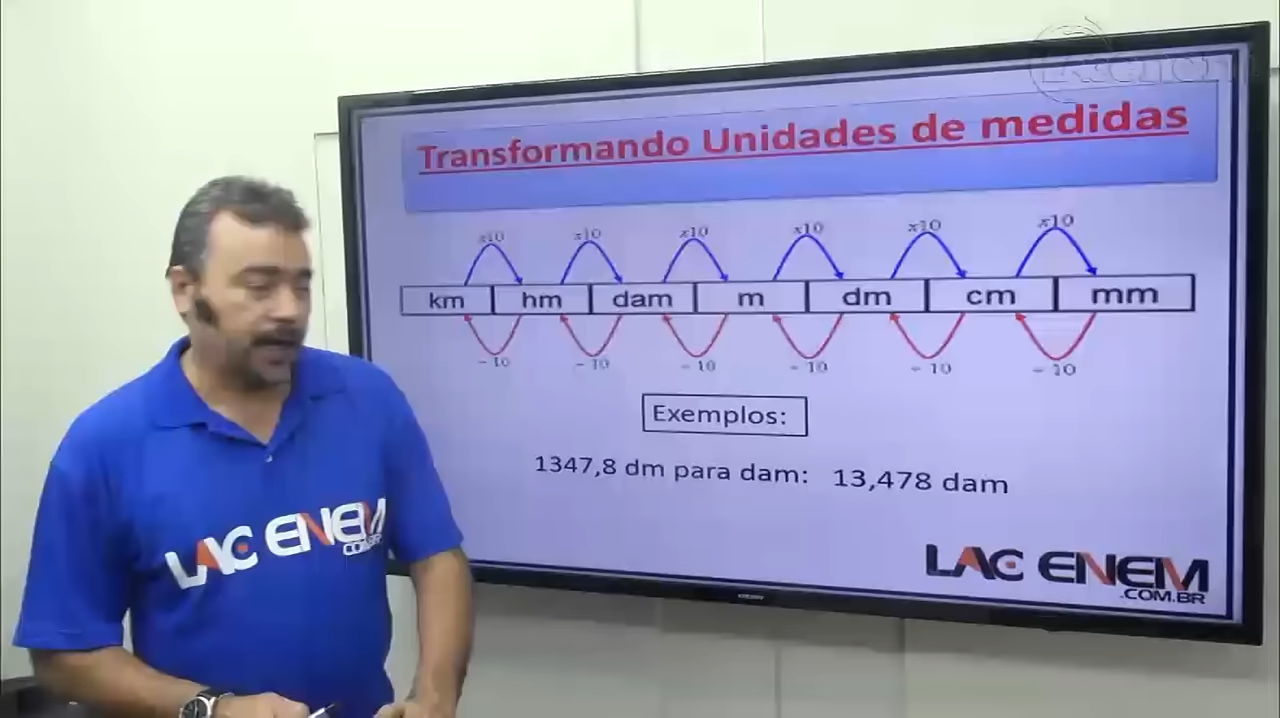 Transformando Unidades de medidas
x10 x10 x10 x10 x10 x10
km hm dam m dm cm mm
÷ 10 ÷ 10 ÷ 10 ÷ 10 ÷ 10 ÷ 10
Exemplos:
1347,8 dm para dam: 13,478 dam
LAC ENEM
.COM.BR
LAC ENEM
.COM.BR